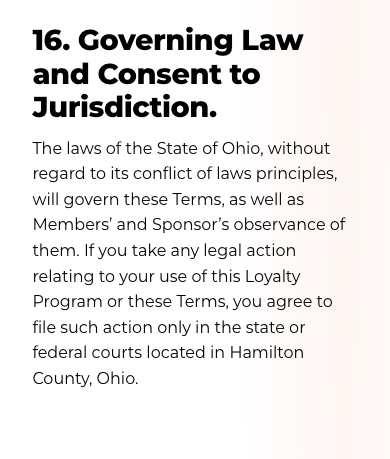 16. Governing Law
and Consent to
Jurisdiction.
The laws of the State of Ohio, without
regard to its conflict of laws principles,
will govern these Terms, as well as
Members’ and Sponsor’s observance of
them. If you take any legal action
relating to your use of this Loyalty
Program or these Terms, you agree to
file such action only in the state or
federal courts located in Hamilton
County, Ohio.